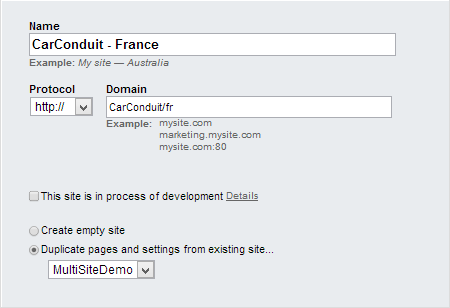 Name
CarConduit - France
Example: My site — Australia
Protocol Domain
http:// CarConduit/fr
Example: mysite.com
marketing.mysite.com
mysite.com:80
This site is in process of development Details
Create empty site
Duplicate pages and settings from existing site...
MultiSiteDemo